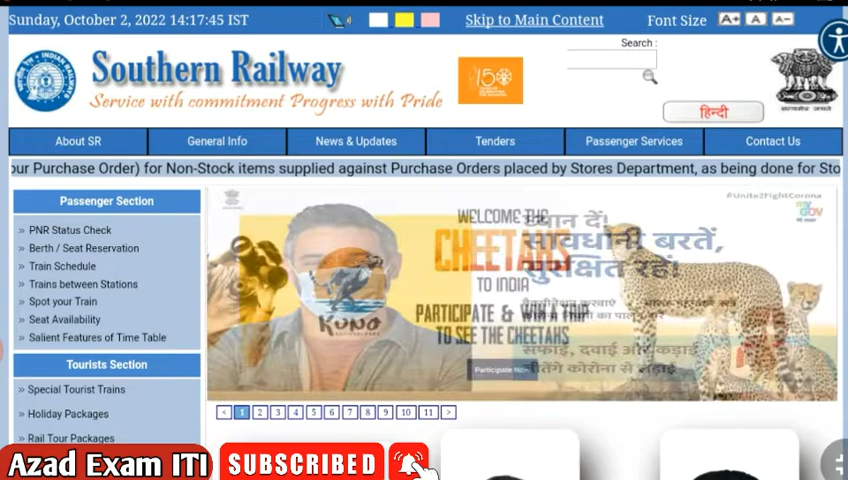 Sunday, October 2, 2022 14:17:45 IST
Skip to Main Content
Font Size A+ A A-
Search :
Southern Railway
Service with commitment Progress with Pride
हिन्दी
About SR
General Info
News & Updates
Tenders
Passenger Services
Contact Us
our Purchase Order) for Non-Stock items supplied against Purchase Orders placed by Stores Department, as being done for Sto
Passenger Section
» PNR Status Check
» Berth / Seat Reservation
» Train Schedule
» Trains between Stations
» Spot your Train
» Seat Availability
» Salient Features of Time Table
Tourists Section
» Special Tourist Trains
» Holiday Packages
» Rail Tour Packages
#Unite2FightCorona
WELCOME THE
CHEETAHS
TO INDIA
PARTICIPATE & WIN A TRIP
TO SEE THE CHEETAHS
Participate Now
ध्यान दें!
सावधानी बरतें,
सुरक्षित रहें!
सफाई, दवाई और कड़ाई
जीतेंगे कोरोना से लड़ाई
< 1 2 3 4 5 6 7 8 9 10 11 >
Azad Exam ITI
SUBSCRIBED